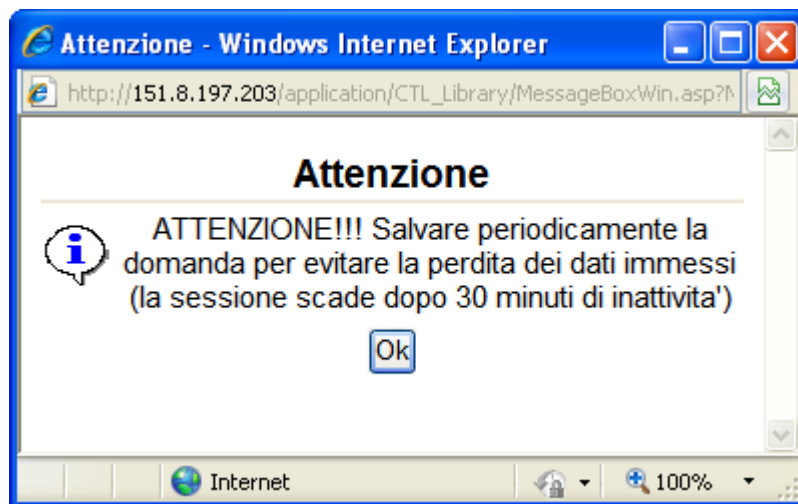 Attenzione - Windows Internet Explorer
http://151.8.197.203/application/CTL_Library/MessageBoxWin.asp?
Attenzione
ATTENZIONE!!! Salvare periodicamente la
domanda per evitare la perdita dei dati immessi
(la sessione scade dopo 30 minuti di inattivita')
Ok
Internet
100%